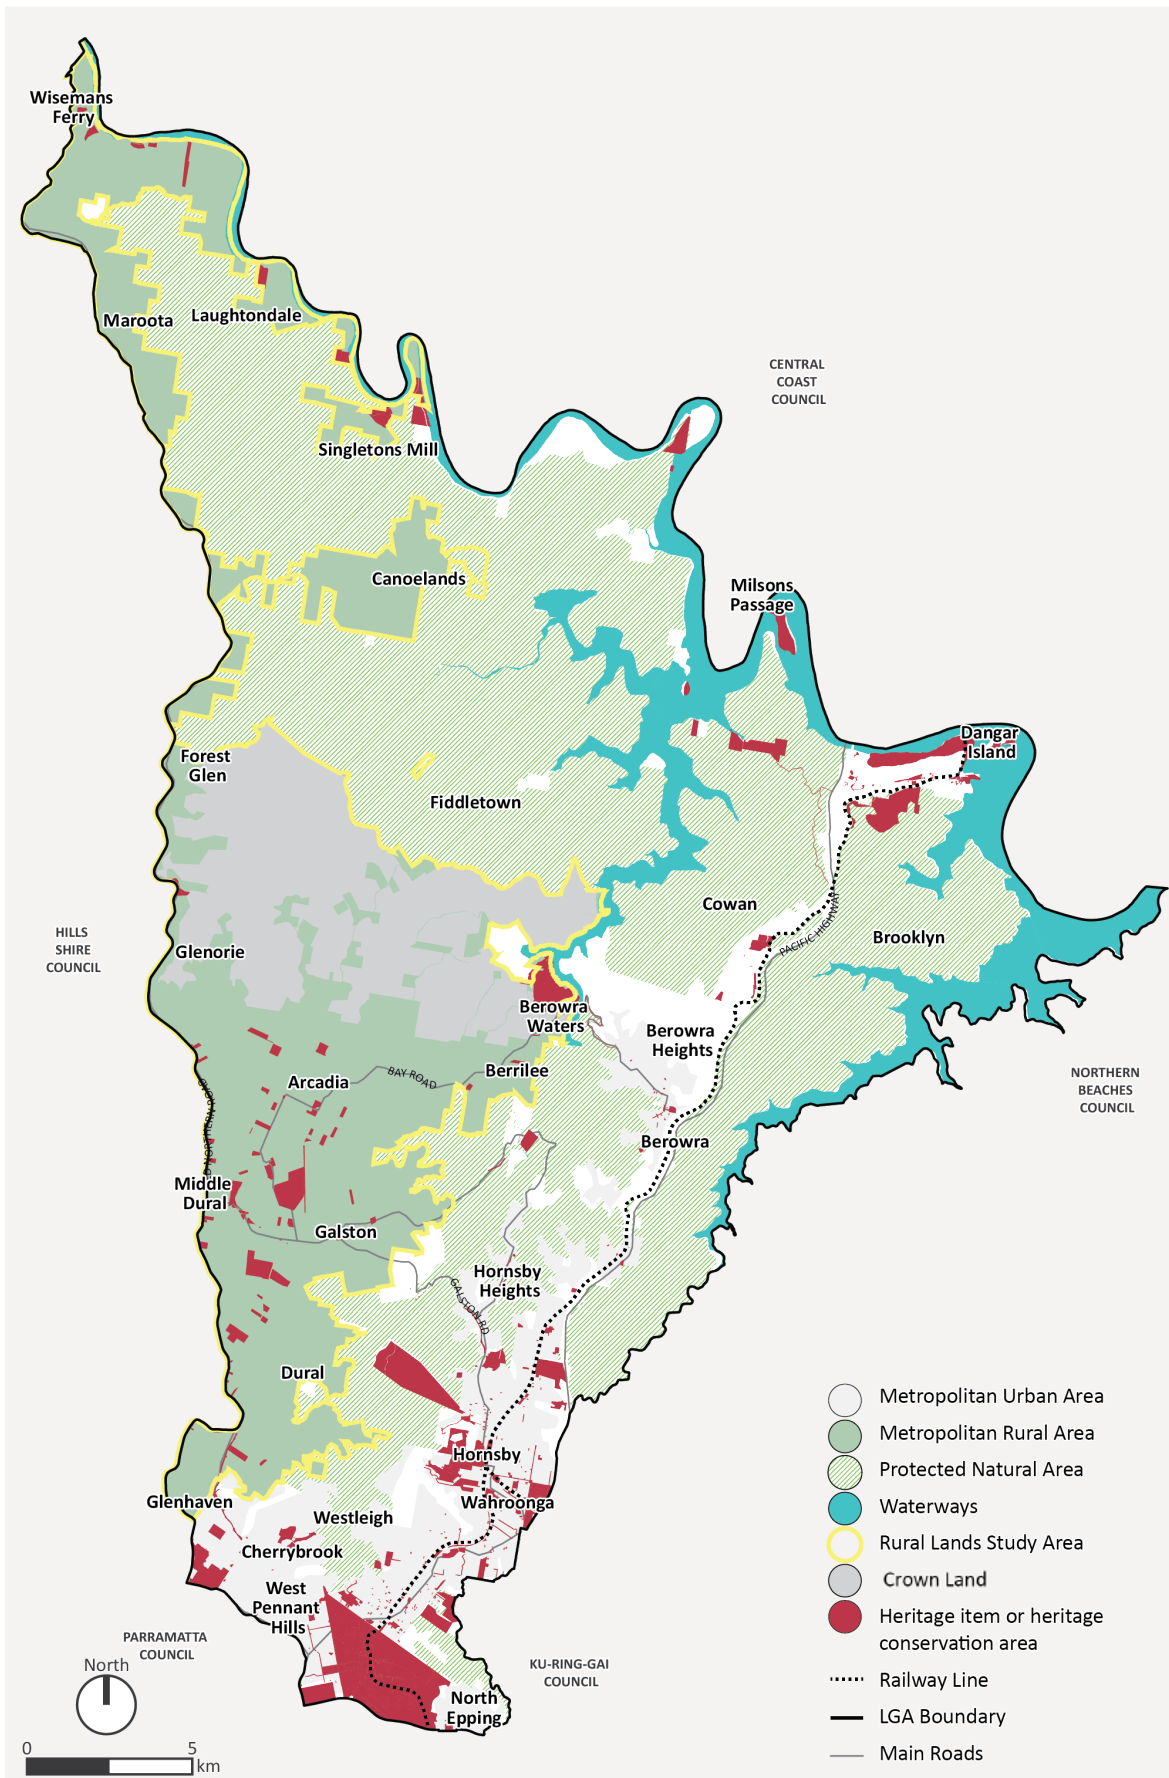 Wisemans
Ferry
Maroota
Laughtondale
CENTRAL
COAST
COUNCIL
Singletons Mill
Canoelands
Milsons
Passage
Forest
Glen
Dangar
Island
Fiddletown
Cowan
PACIFIC HIGHWAY
Brooklyn
HILLS
SHIRE
COUNCIL
Glenorie
Berowra
Waters
Berowra
Heights
Berrilee
BAY ROAD
Arcadia
NORTHERN
BEACHES
COUNCIL
NORTHERN ROAD
Berowra
Middle
Dural
Galston
Hornsby
Heights
GALSTON RD
Dural
Hornsby
Glenhaven
Wahroonga
Westleigh
Cherrybrook
West
Pennant
Hills
PARRAMATTA
COUNCIL
KU-RING-GAI
COUNCIL
North
Epping
North
0
5
km
Metropolitan Urban Area
Metropolitan Rural Area
Protected Natural Area
Waterways
Rural Lands Study Area
Crown Land
Heritage item or heritage
conservation area
Railway Line
LGA Boundary
Main Roads